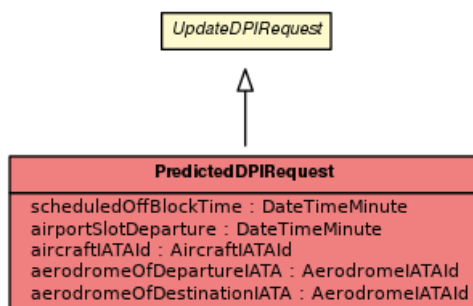 UpdateDPIRequest
PredictedDPIRequest
scheduledOffBlockTime : DateTimeMinute
airportSlotDeparture : DateTimeMinute
aircraftIATAId : AircraftIATAId
aerodromeOfDepartureIATA : AerodromeIATAId
aerodromeOfDestinationIATA : AerodromeIATAId